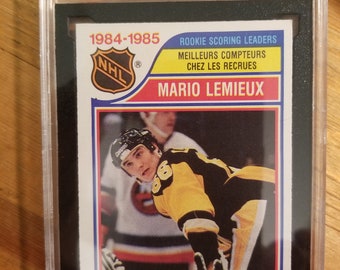 1984-1985
ROOKIE SCORING LEADERS
NHL ®
MEILLEURS COMPTEURS
CHEZ LES RECRUES
MARIO LEMIEUX
66